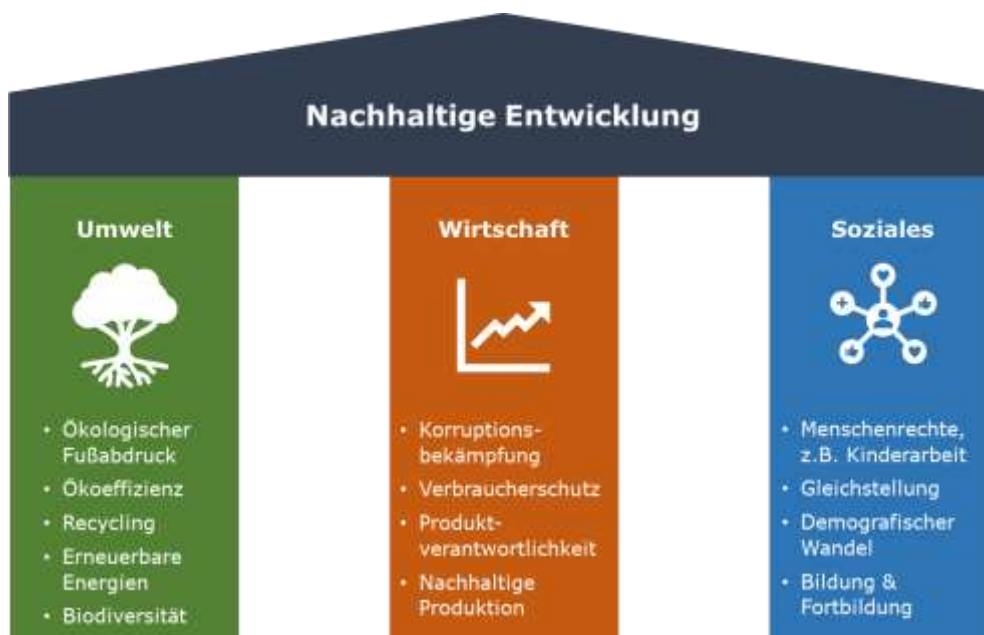 Nachhaltige Entwicklung
Umwelt
• Ökologischer
Fußabdruck
• Ökoeffizienz
• Recycling
• Erneuerbare
Energien
• Biodiversität
Wirtschaft
• Korruptions-
bekämpfung
• Verbraucherschutz
• Produkt-
verantwortlichkeit
• Nachhaltige
Produktion
Soziales
• Menschenrechte,
z.B. Kinderarbeit
• Gleichstellung
• Demografischer
Wandel
• Bildung &
Fortbildung